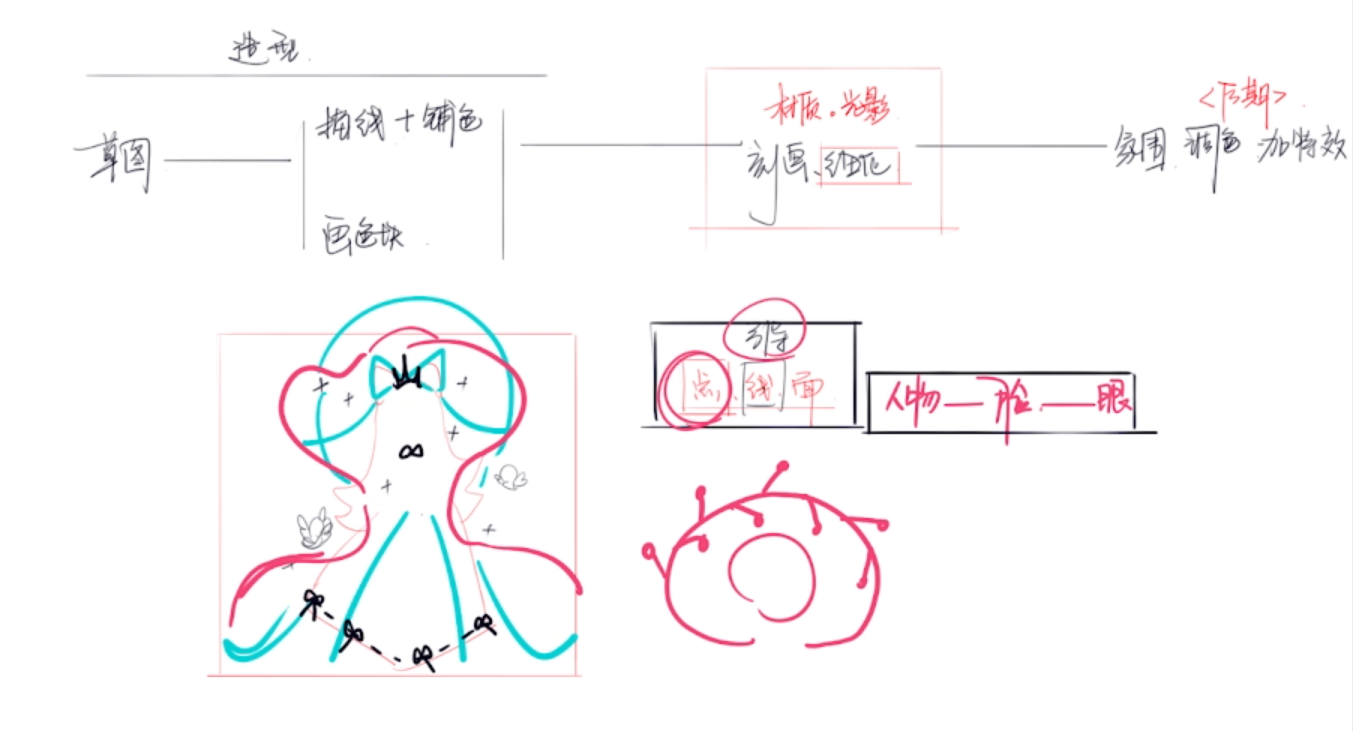 造型.
草图
描线+铺色
画色块.
材质.光影
刻画、细化
<后期>.
氛围 调色 加特效
引导
点、线.面.
人物—脸.—眼